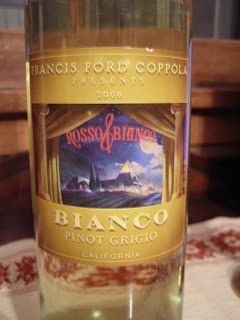 FRANCIS FORD COPPOLA
PRESENTS
2006
ROSSO & BIANCO
BIANCO
PINOT GRIGIO
CALIFORNIA